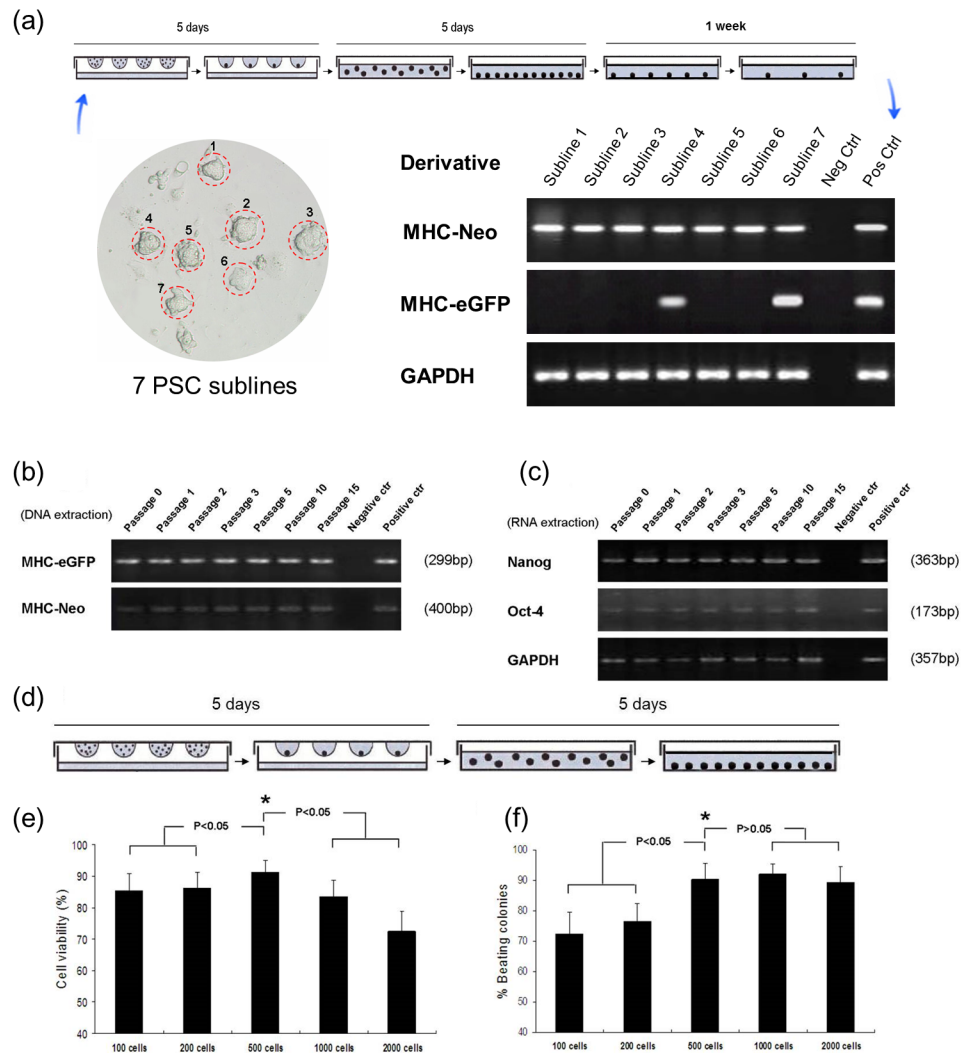 (a)
5 days
5 days
1 week
1
2
3
4
5
6
7
7 PSC sublines
Derivative
Subline 1
Subline 2
Subline 3
Subline 4
Subline 5
Subline 6
Subline 7
Neg Ctrl
Pos Ctrl
MHC-Neo
MHC-eGFP
GAPDH
(b)
(DNA extraction)
Passage 0
Passage 1
Passage 2
Passage 3
Passage 5
Passage 10
Passage 15
Negative ctr
Positive ctr
MHC-eGFP
(299bp)
MHC-Neo
(400bp)
(c)
(RNA extraction)
Passage 0
Passage 1
Passage 2
Passage 3
Passage 5
Passage 10
Passage 15
Negative ctr
Positive ctr
Nanog
(363bp)
Oct-4
(173bp)
GAPDH
(357bp)
(d)
5 days
5 days
(e)
*
P<0.05
P<0.05
Cell viability (%)
100
90
80
70
60
50
40
100 cells
200 cells
500 cells
1000 cells
2000 cells
(f)
*
P<0.05
P>0.05
% Beating colonies
100
90
80
70
60
50
40
100 cells
200 cells
500 cells
1000 cells
2000 cells